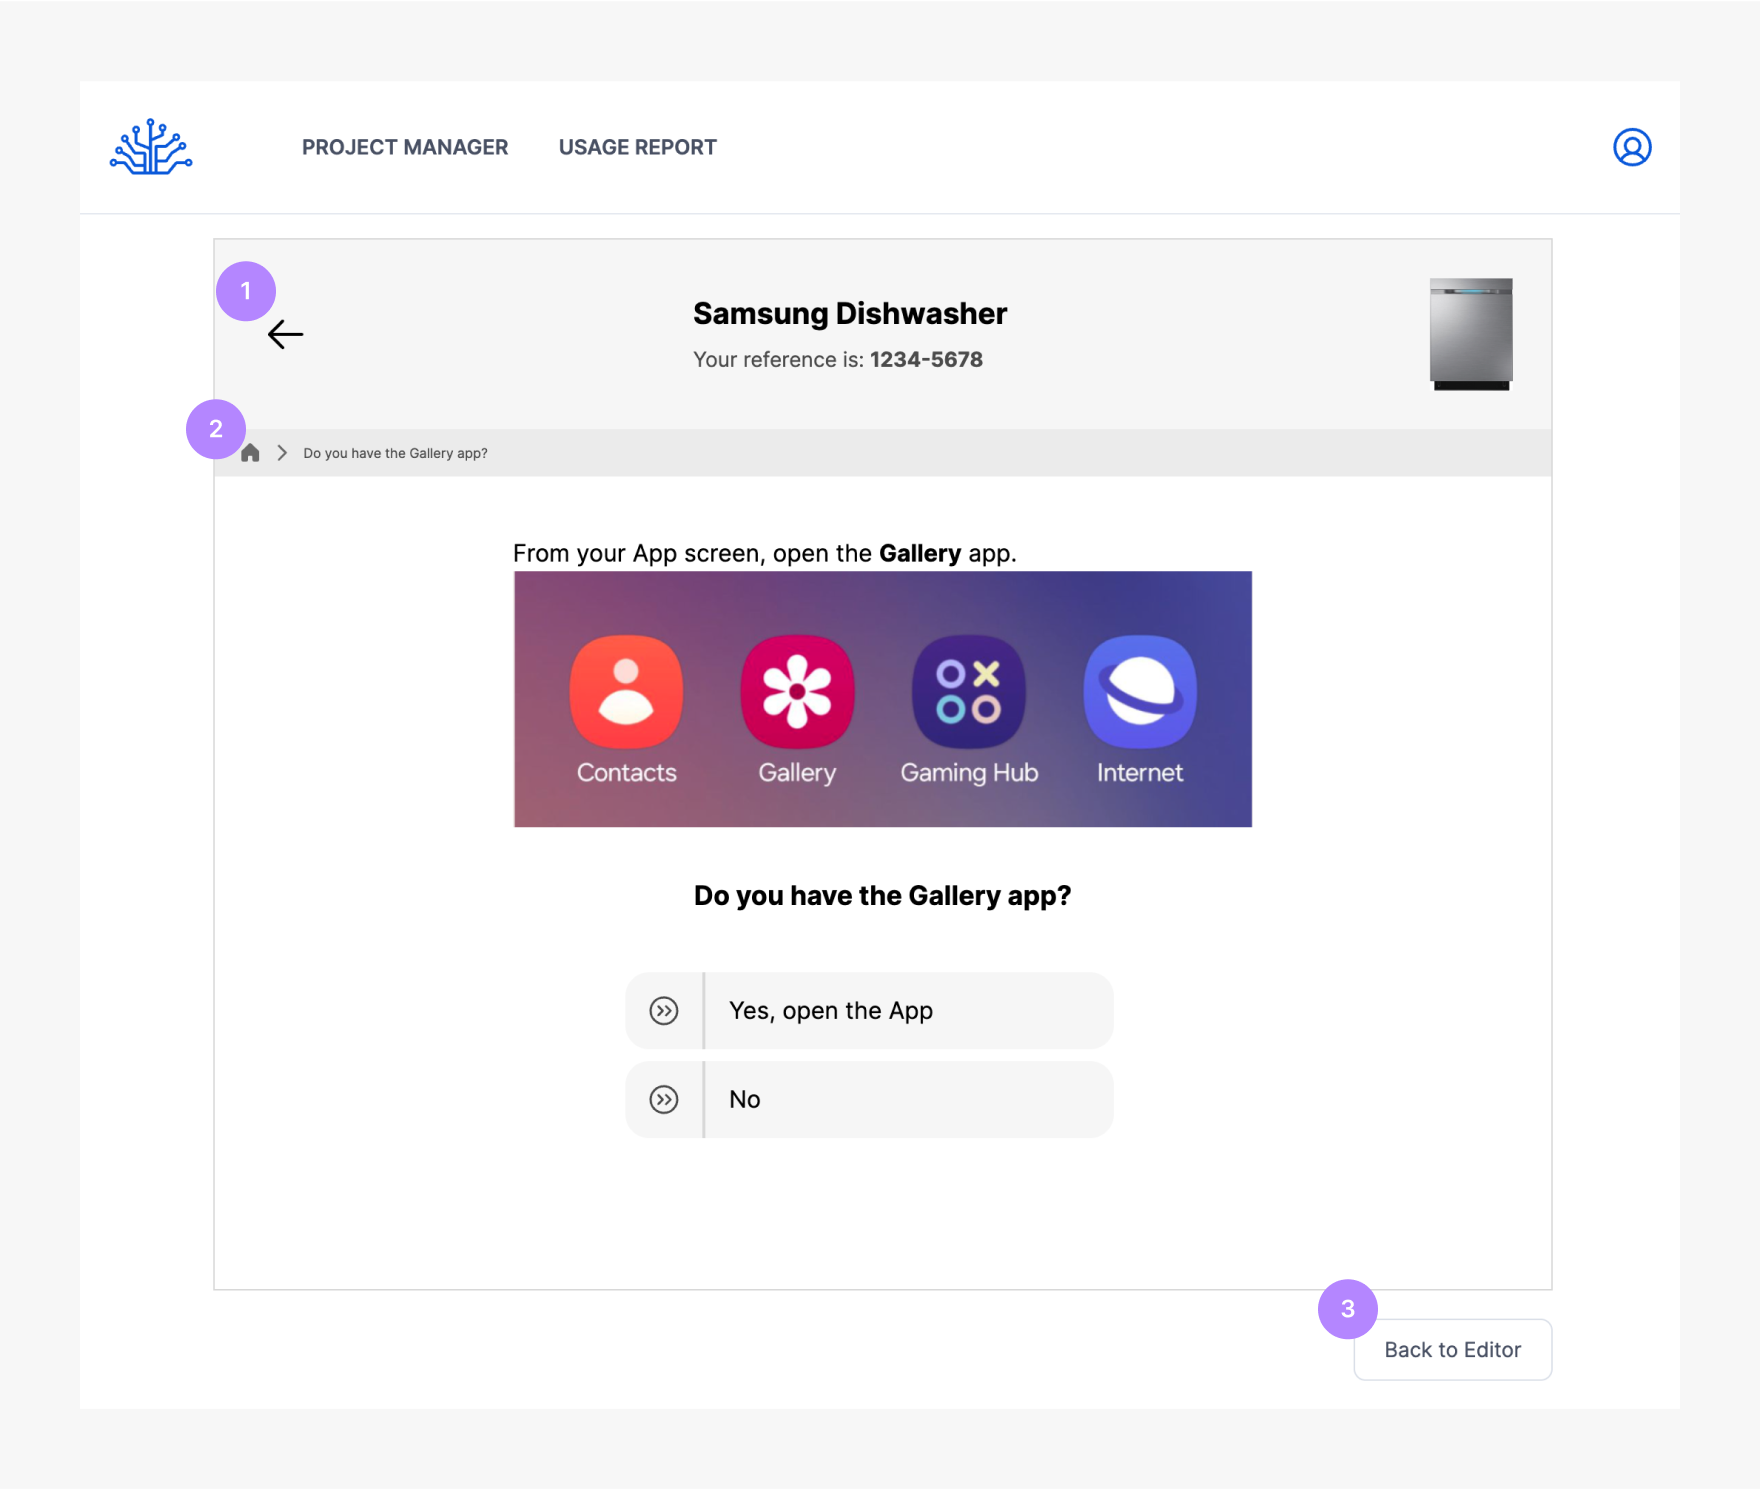 PROJECT MANAGER USAGE REPORT
1
Samsung Dishwasher
Your reference is: 1234-5678
2
Do you have the Gallery app?
From your App screen, open the Gallery app.
Contacts Gallery Gaming Hub Internet
Do you have the Gallery app?
Yes, open the App
No
3
Back to Editor